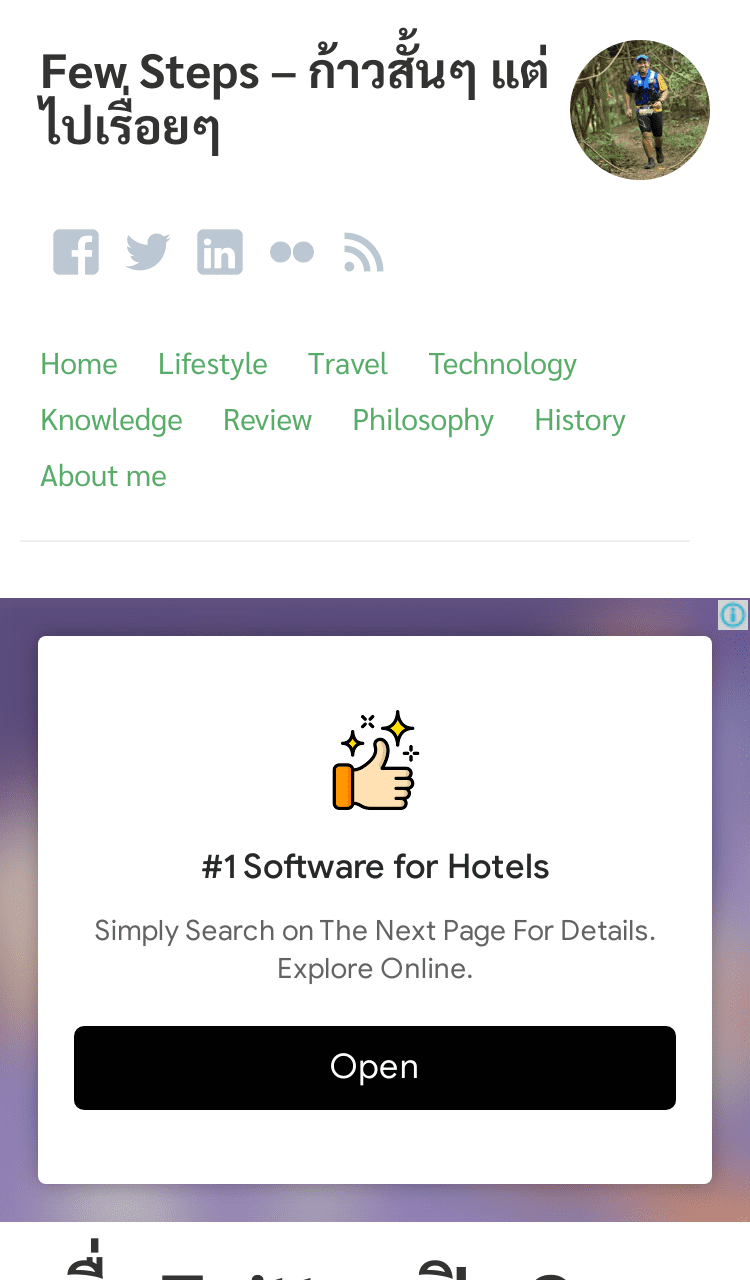 Few Steps – ก้าวสั้นๆ แต่
ไปเรื่อยๆ
Home Lifestyle Travel Technology
Knowledge Review Philosophy History
About me
#1 Software for Hotels
Simply Search on The Next Page For Details.
Explore Online.
Open